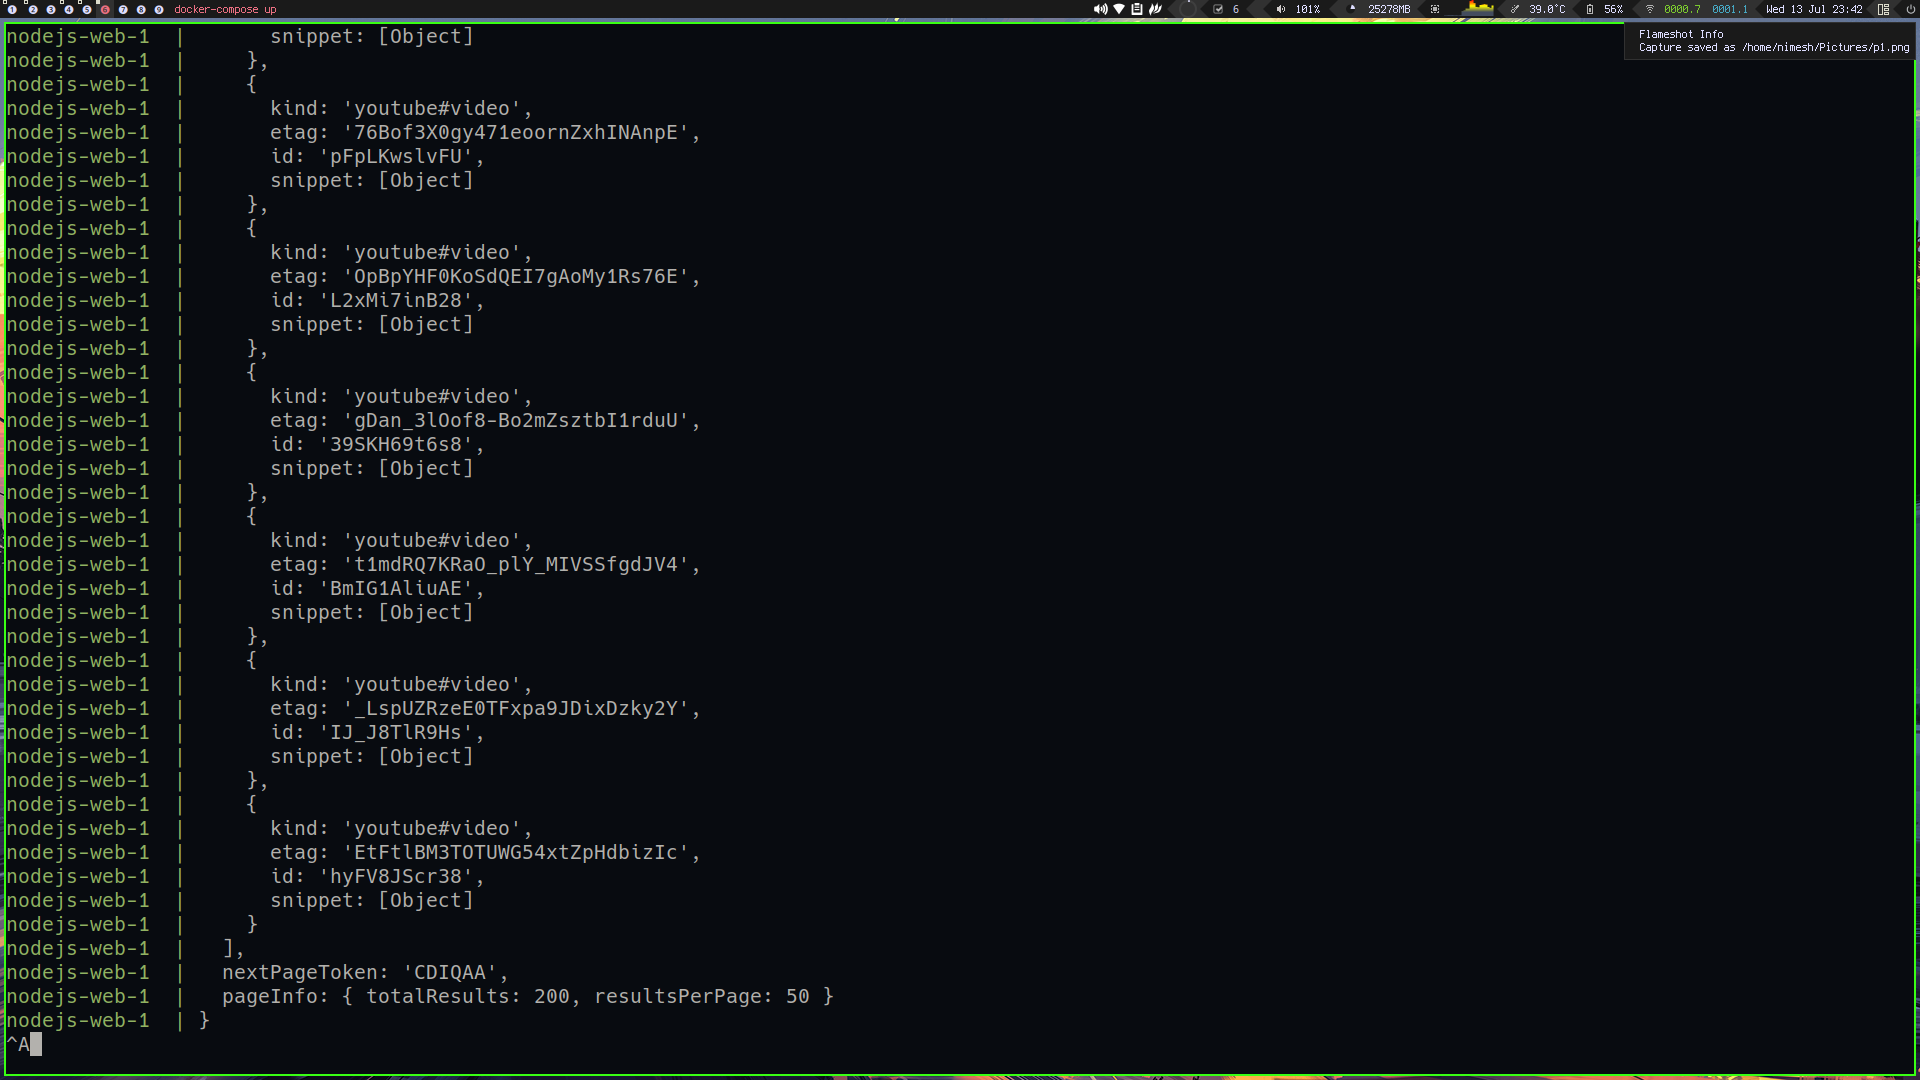 1 2 3 4 5 6 7 8 9 docker-compose up 6 101% 25278MB 39.0°C 56% 0000.7 0001.1 Wed 13 Jul 23:42
Flameshot Info
Capture saved as /home/nimesh/Pictures/p1.png
nodejs-web-1 | snippet: [Object]
nodejs-web-1 | },
nodejs-web-1 | {
nodejs-web-1 | kind: 'youtube#video',
nodejs-web-1 | etag: '76Bof3X0gy471eoornZxhINAnpE',
nodejs-web-1 | id: 'pFpLKwslvFU',
nodejs-web-1 | snippet: [Object]
nodejs-web-1 | },
nodejs-web-1 | {
nodejs-web-1 | kind: 'youtube#video',
nodejs-web-1 | etag: 'OpBpYHF0KoSdQEI7gAoMy1Rs76E',
nodejs-web-1 | id: 'L2xMi7inB28',
nodejs-web-1 | snippet: [Object]
nodejs-web-1 | },
nodejs-web-1 | {
nodejs-web-1 | kind: 'youtube#video',
nodejs-web-1 | etag: 'gDan_3lOof8-Bo2mZsztbI1rduU',
nodejs-web-1 | id: '39SKH69t6s8',
nodejs-web-1 | snippet: [Object]
nodejs-web-1 | },
nodejs-web-1 | {
nodejs-web-1 | kind: 'youtube#video',
nodejs-web-1 | etag: 't1mdRQ7KRaO_plY_MIVSSfgdJV4',
nodejs-web-1 | id: 'BmIG1AliuAE',
nodejs-web-1 | snippet: [Object]
nodejs-web-1 | },
nodejs-web-1 | {
nodejs-web-1 | kind: 'youtube#video',
nodejs-web-1 | etag: '_LspUZRzeE0TFxpa9JDixDzky2Y',
nodejs-web-1 | id: 'IJ_J8TlR9Hs',
nodejs-web-1 | snippet: [Object]
nodejs-web-1 | },
nodejs-web-1 | {
nodejs-web-1 | kind: 'youtube#video',
nodejs-web-1 | etag: 'EtFtlBM3TOTUWG54xtZpHdbizIc',
nodejs-web-1 | id: 'hyFV8JScr38',
nodejs-web-1 | snippet: [Object]
nodejs-web-1 | }
nodejs-web-1 | ],
nodejs-web-1 | nextPageToken: 'CDIQAA',
nodejs-web-1 | pageInfo: { totalResults: 200, resultsPerPage: 50 }
nodejs-web-1 | }
^A